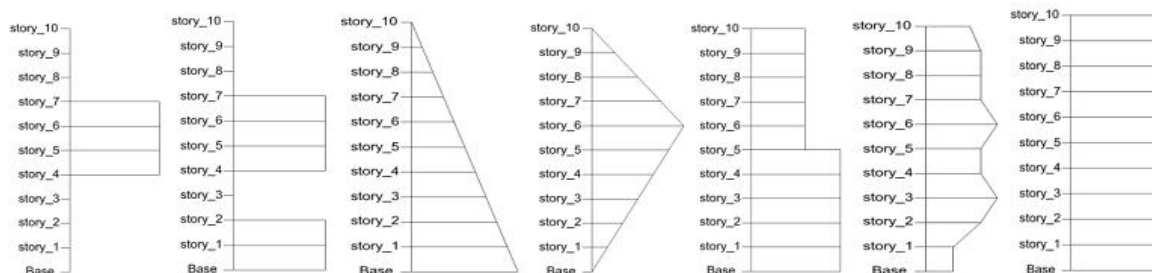 story_10
story_9
story_8
story_7
story_6
story_5
story_4
story_3
story_2
story_1
Base
story_10
story_9
story_8
story_7
story_6
story_5
story_4
story_3
story_2
story_1
Base
story_10
story_9
story_8
story_7
story_6
story_5
story_4
story_3
story_2
story_1
Base
story_10
story_9
story_8
story_7
story_6
story_5
story_4
story_3
story_2
story_1
Base
story_10
story_9
story_8
story_7
story_6
story_5
story_4
story_3
story_2
story_1
Base
story_10
story_9
story_8
story_7
story_6
story_5
story_4
story_3
story_2
story_1
Base
story_10
story_9
story_8
story_7
story_6
story_5
story_4
story_3
story_2
story_1
Base